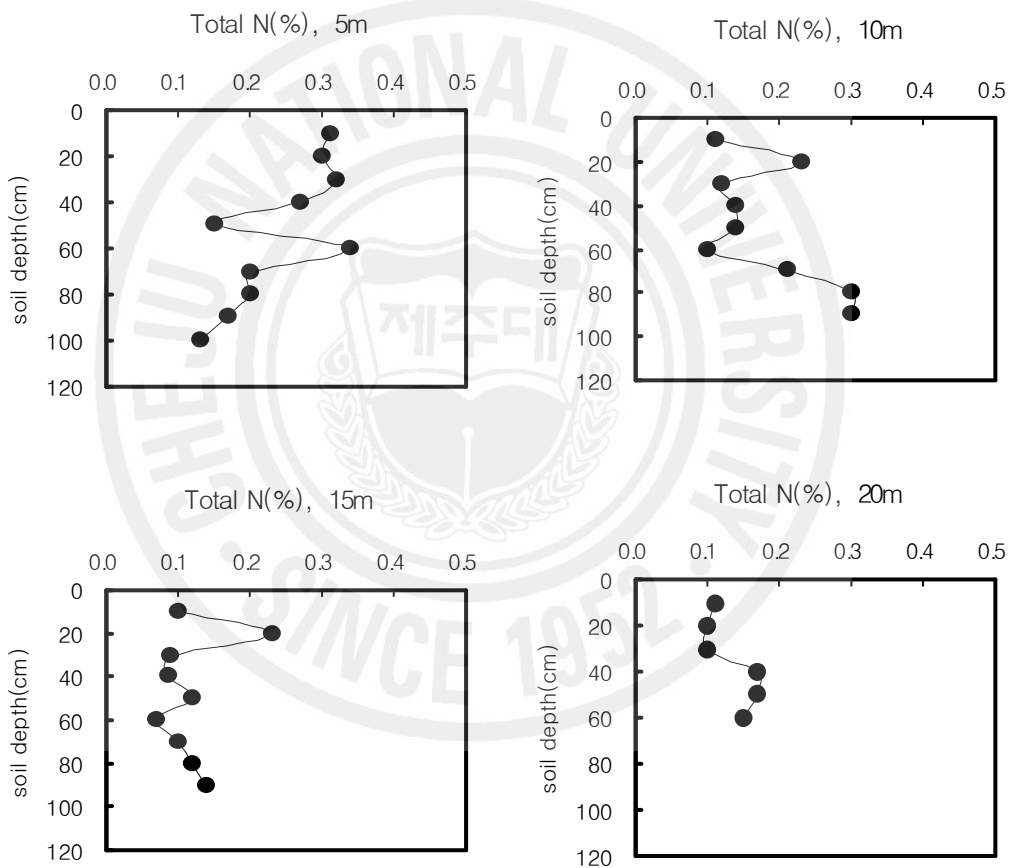 Total N(%), 5m
0.0 0.1 0.2 0.3 0.4 0.5
0
20
40
60
80
100
120
soil depth(cm)
Total N(%), 10m
0.0 0.1 0.2 0.3 0.4 0.5
0
20
40
60
80
100
120
soil depth(cm)
Total N(%), 15m
0.0 0.1 0.2 0.3 0.4 0.5
0
20
40
60
80
100
120
soil depth(cm)
Total N(%), 20m
0.0 0.1 0.2 0.3 0.4 0.5
0
20
40
60
80
100
120
soil depth(cm)
CHEJU NATIONAL UNIVERSITY
제주대
SINCE 1952